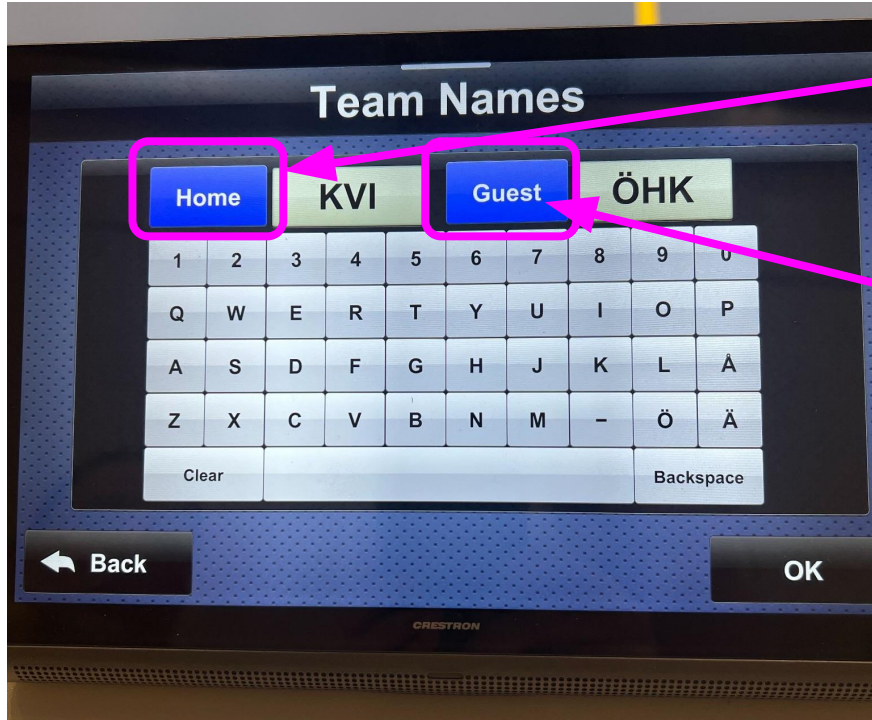 Team Names
Home KVI Guest ÖHK
1 2 3 4 5 6 7 8 9 0
Q W E R T Y U I O P
A S D F G H J K L Å
Z X C V B N M – Ö Ä
Clear Backspace
Back OK
CRESTRON